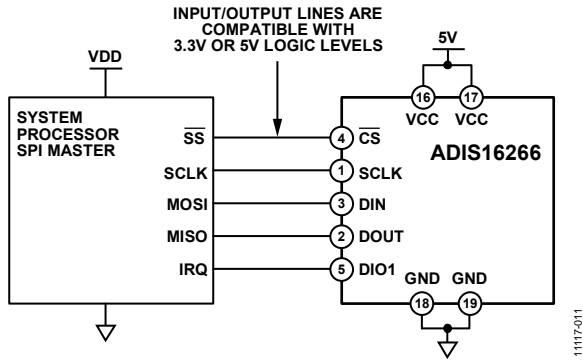 INPUT/OUTPUT LINES ARE
COMPATIBLE WITH
3.3V OR 5V LOGIC LEVELS
VDD
5V
SYSTEM
PROCESSOR
SPI MASTER
16
17
VCC
VCC
ADIS16266
SS
4
CS
SCLK
1
SCLK
MOSI
3
DIN
MISO
2
DOUT
IRQ
5
DIO1
GND
GND
18
19
11117-011